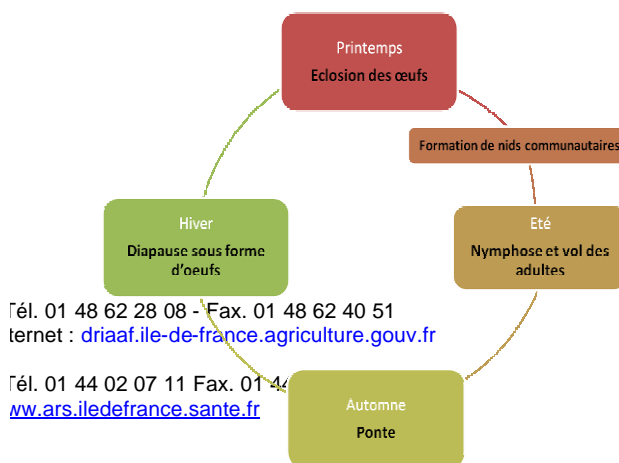 Printemps
Eclosion des œufs
Formation de nids communautaires
Hiver
Diapause sous forme
d'oeufs
Eté
Nymphose et vol des
adultes
Tél. 01 48 62 28 08 - Fax. 01 48 62 40 51
ternet : driaaf.ile-de-france.agriculture.gouv.fr
Tél. 01 44 02 07 11 Fax. 01 44
ww.ars.iledefrance.sante.fr
Automne
Ponte